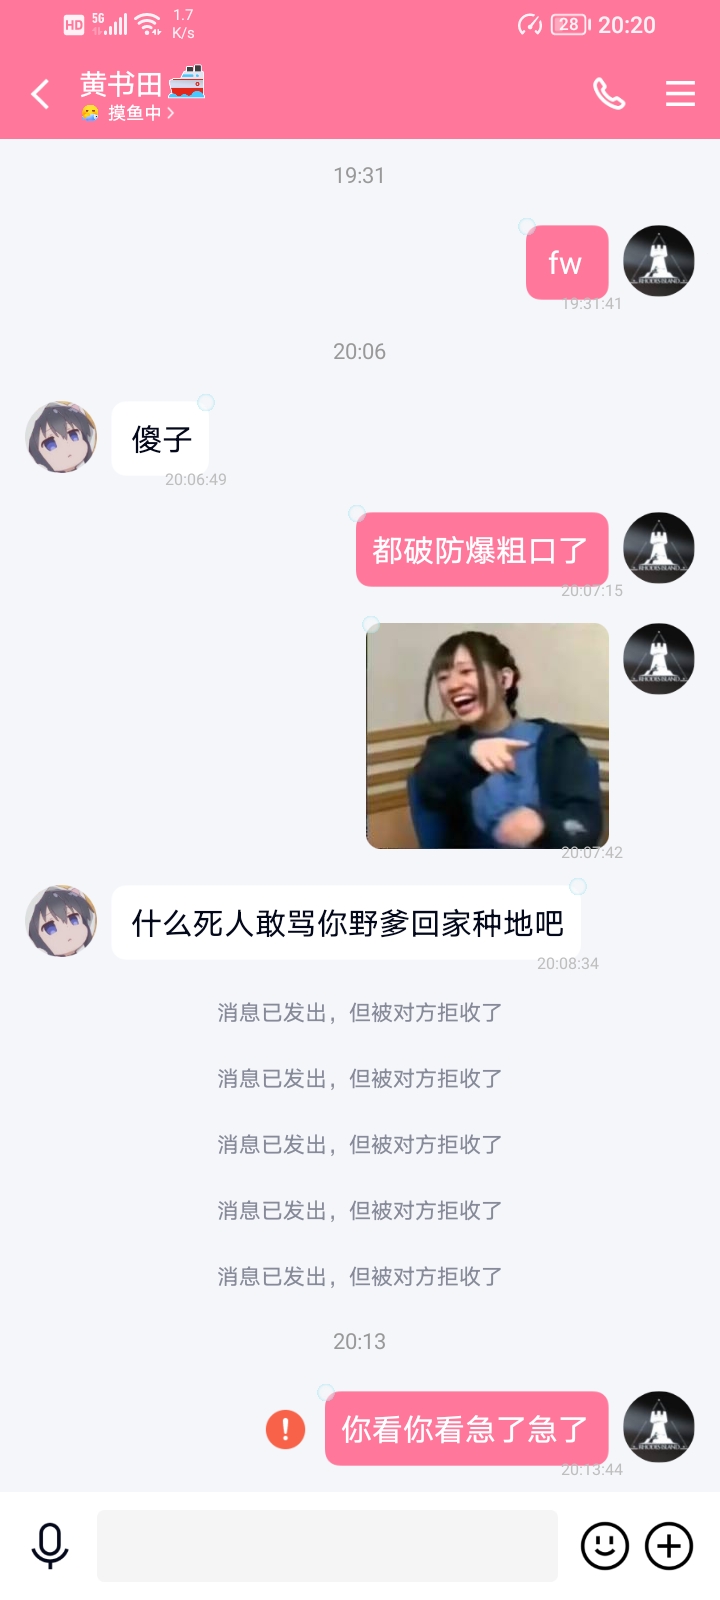 HD 5G 1.7 K/s 28 20:20
黄书田
摸鱼中
19:31
fw
19:31:41
20:06
傻子
20:06:49
都破防爆粗口了
20:07:15
20:07:42
什么死人敢骂你野爹回家种地吧
20:08:34
消息已发出，但被对方拒收了
消息已发出，但被对方拒收了
消息已发出，但被对方拒收了
消息已发出，但被对方拒收了
消息已发出，但被对方拒收了
20:13
你看你看急了急了
20:13:44